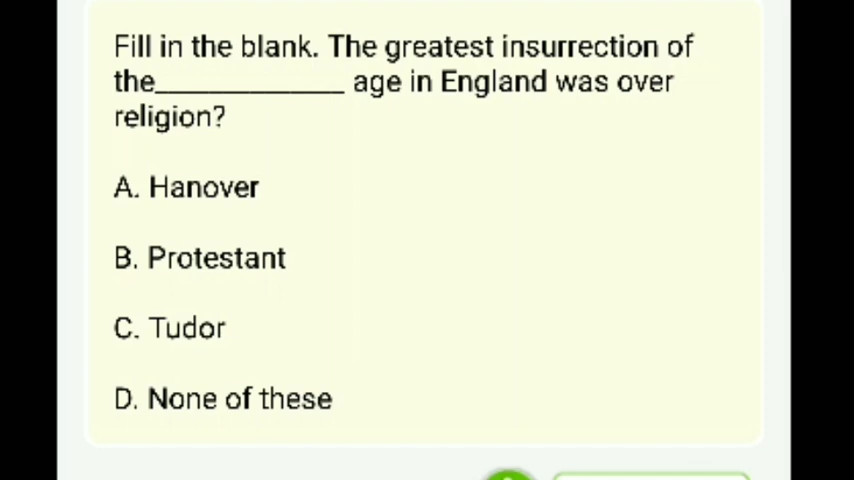 Fill in the blank. The greatest insurrection of
the_____________ age in England was over
religion?
A. Hanover
B. Protestant
C. Tudor
D. None of these